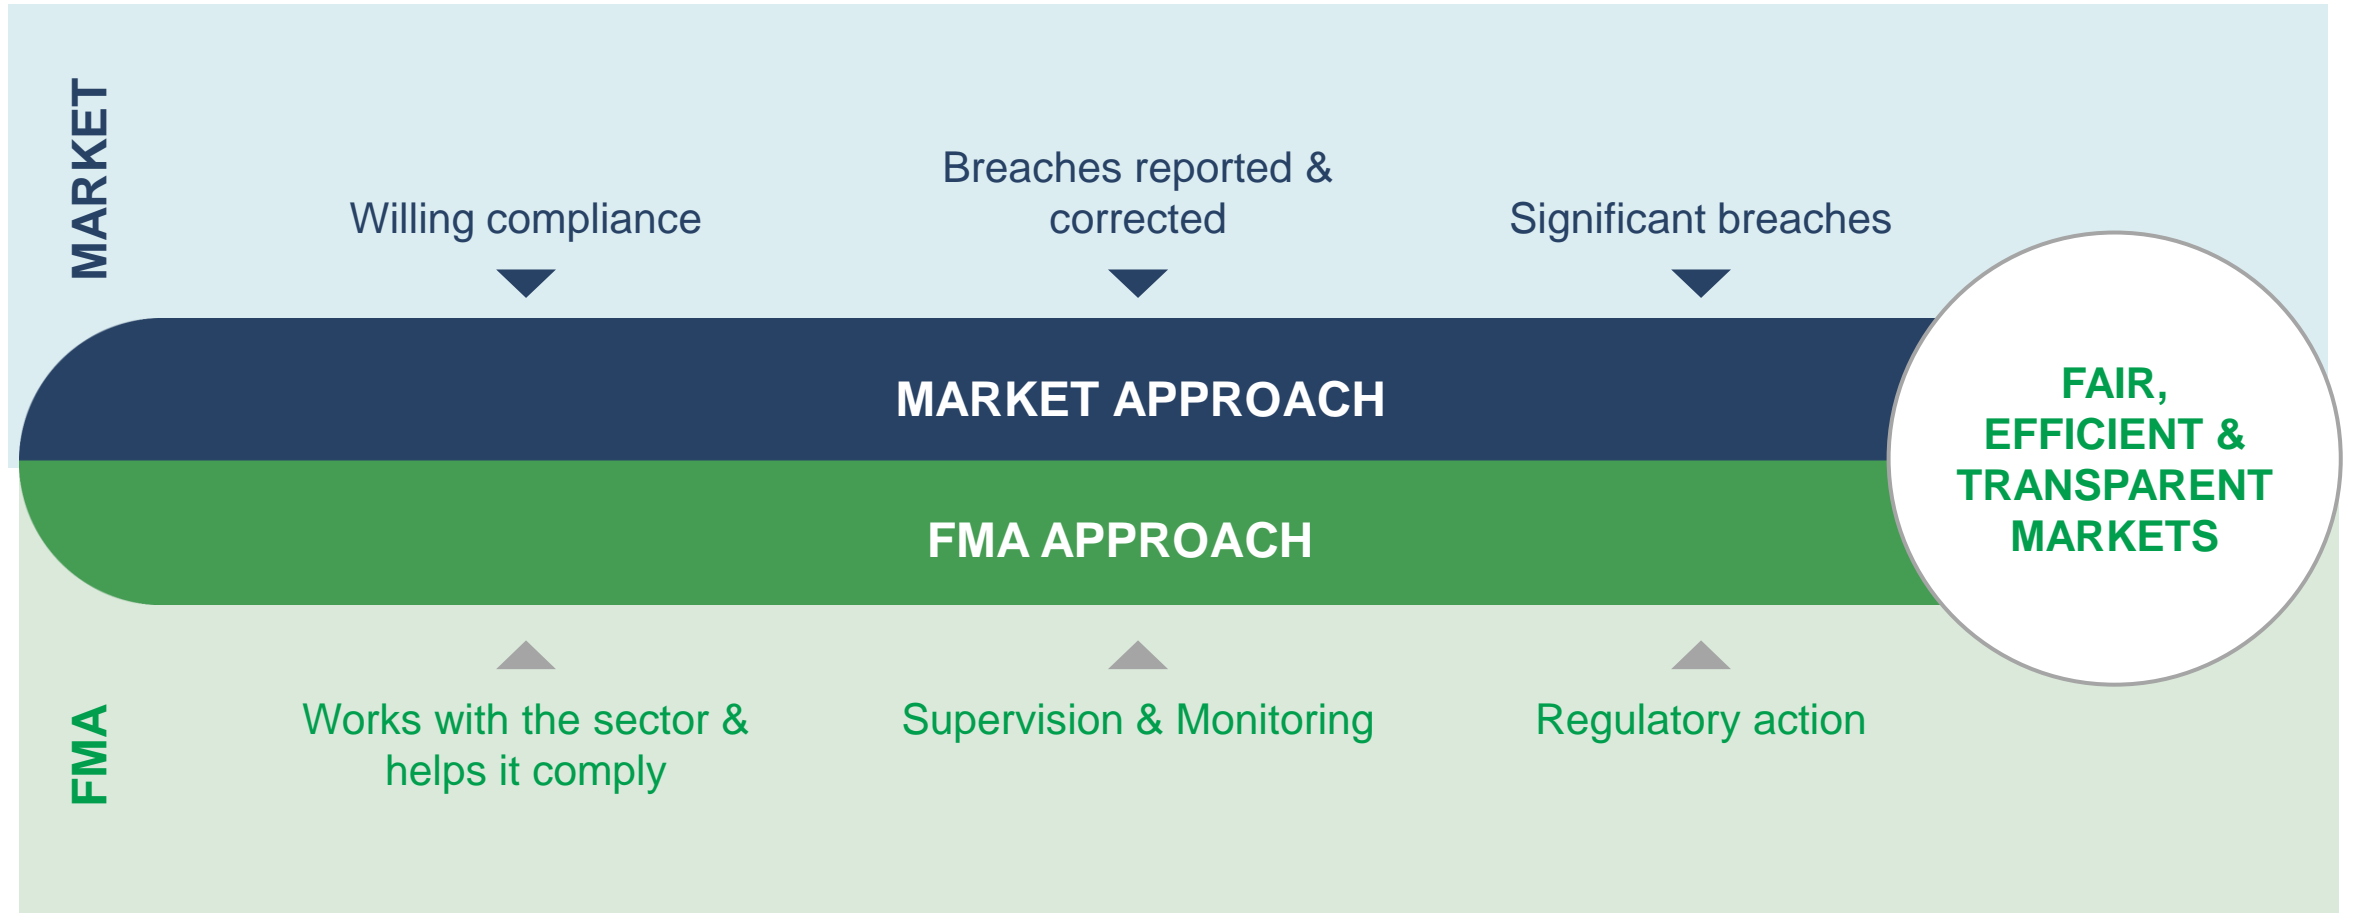 MARKET
Willing compliance
Breaches reported &
corrected
Significant breaches
MARKET APPROACH
FMA APPROACH
FAIR,
EFFICIENT &
TRANSPARENT
MARKETS
FMA
Works with the sector &
helps it comply
Supervision & Monitoring
Regulatory action